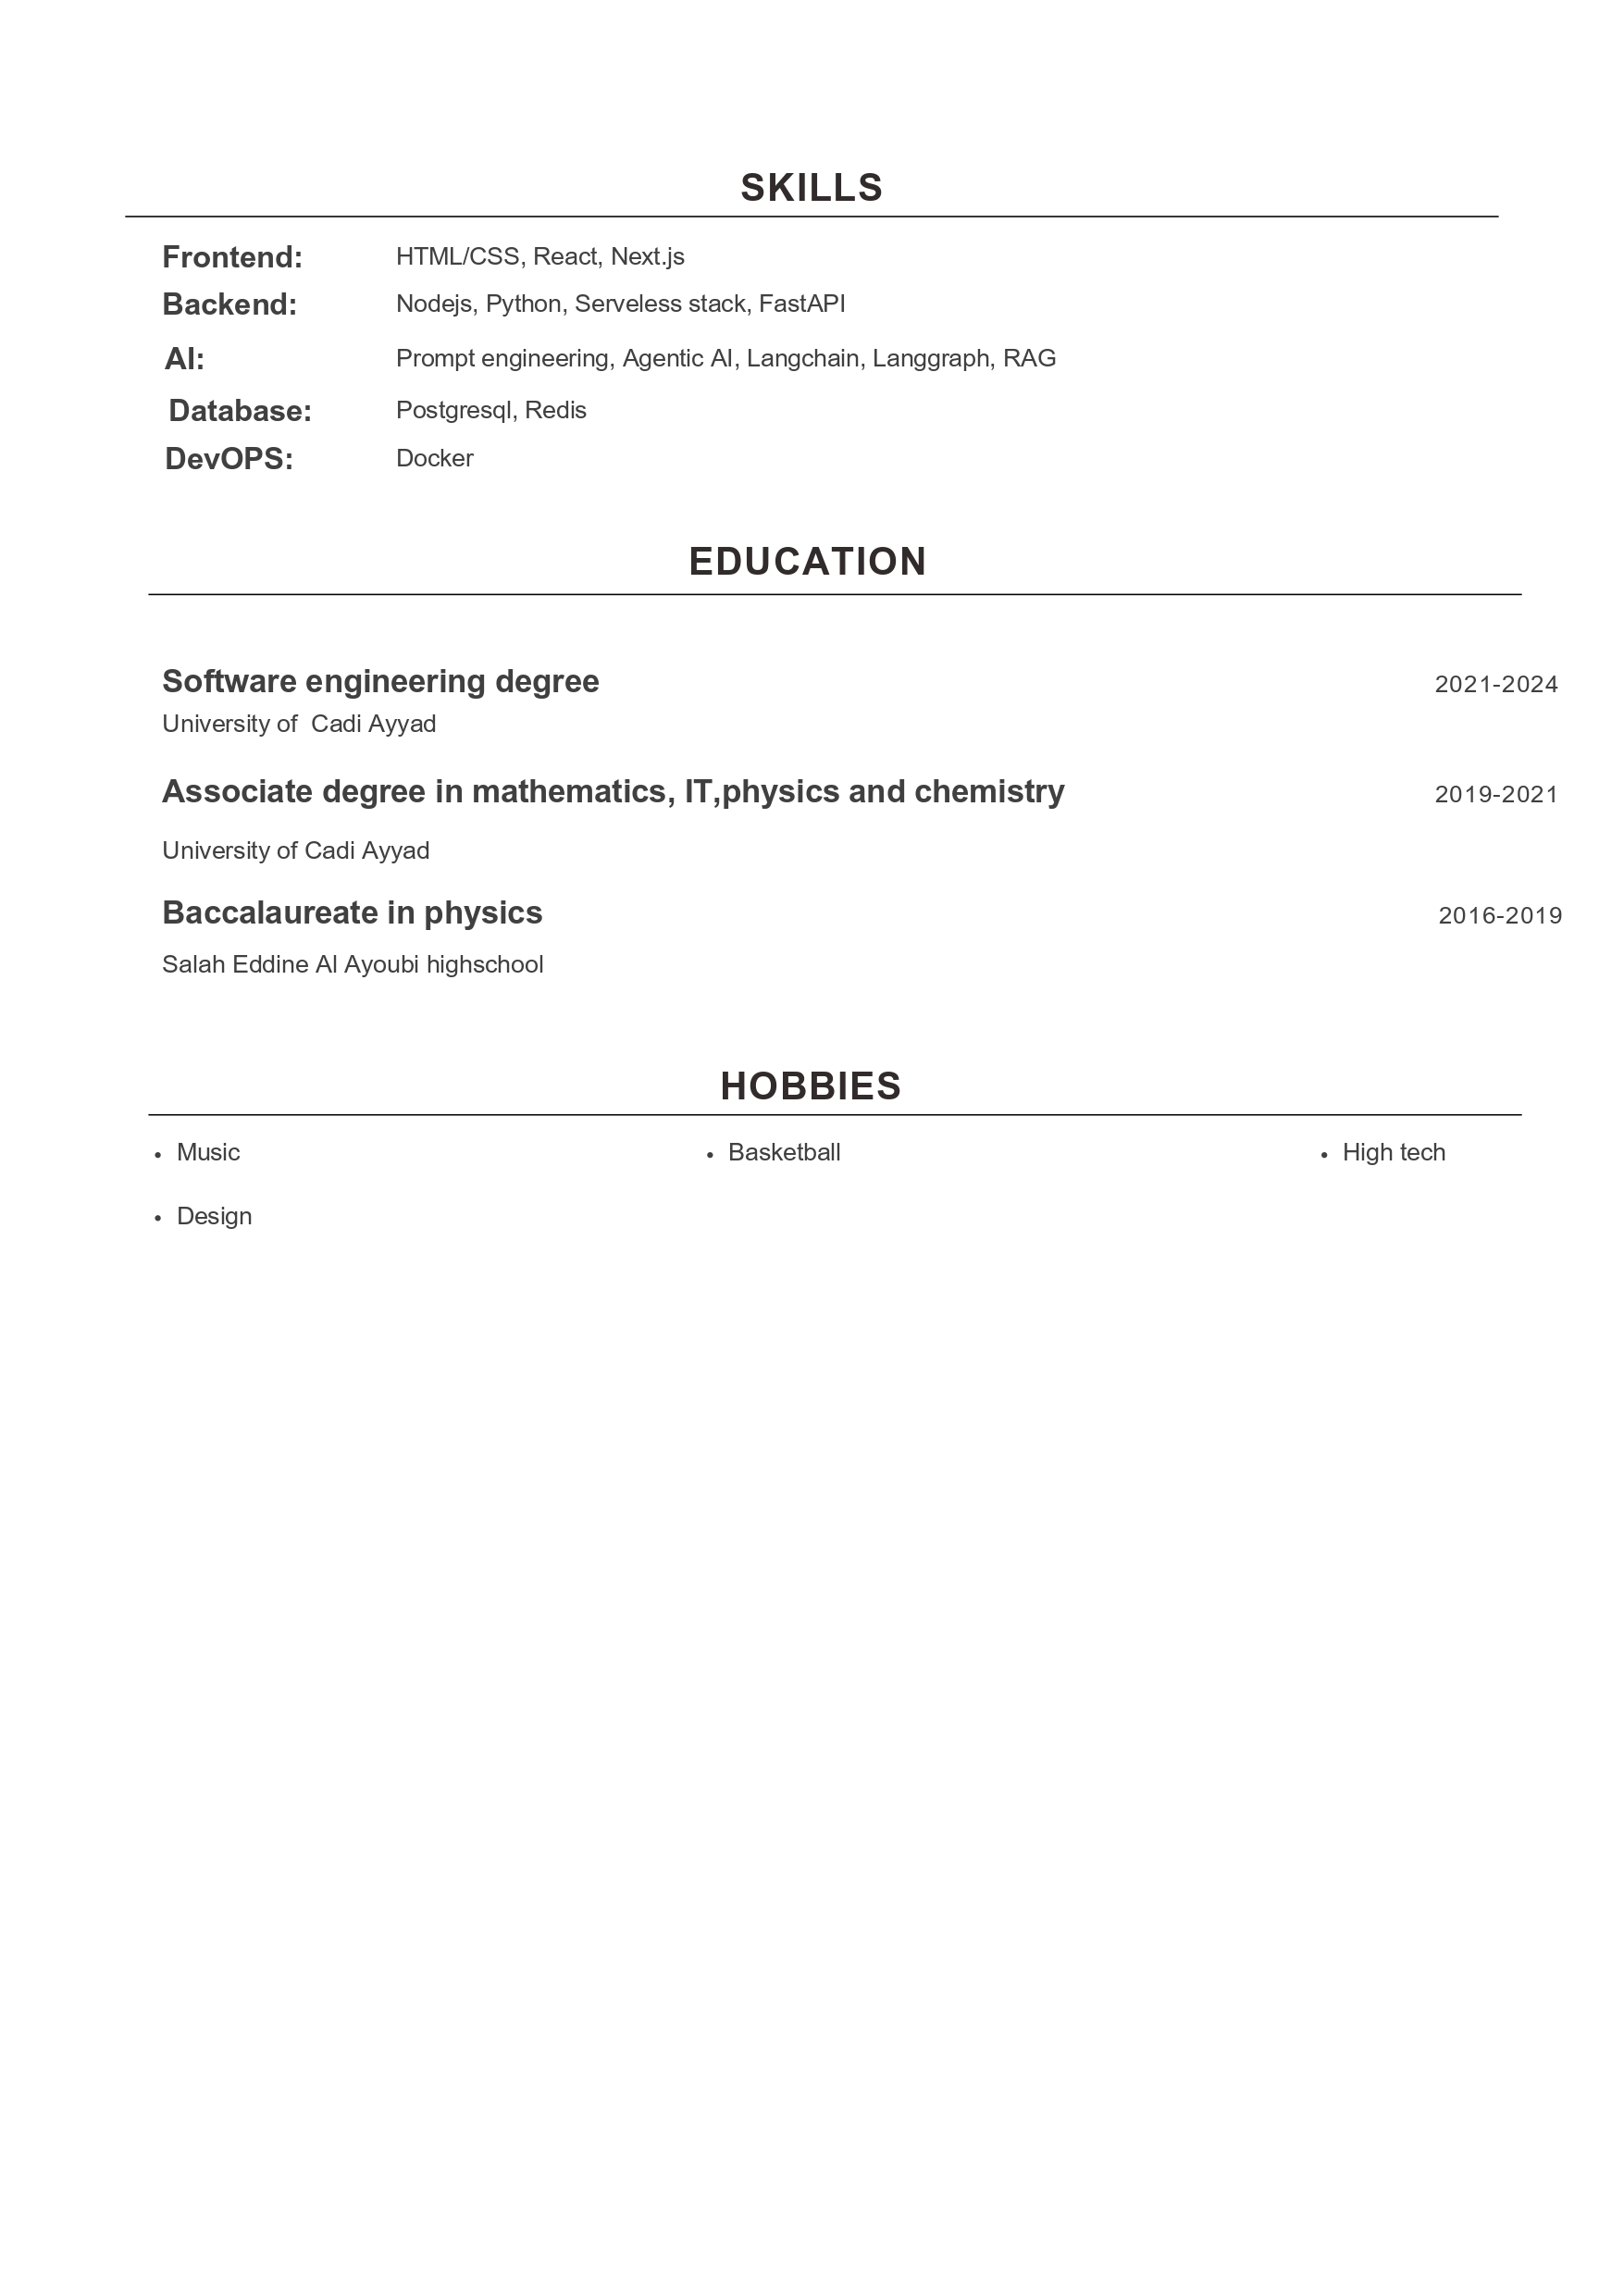 SKILLS
Frontend: HTML/CSS, React, Next.js
Backend: Nodejs, Python, Serveless stack, FastAPI
AI: Prompt engineering, Agentic AI, Langchain, Langgraph, RAG
Database: Postgresql, Redis
DevOPS: Docker
EDUCATION
Software engineering degree 2021-2024
University of  Cadi Ayyad
Associate degree in mathematics, IT,physics and chemistry 2019-2021
University of Cadi Ayyad
Baccalaureate in physics 2016-2019
Salah Eddine Al Ayoubi highschool
HOBBIES
• Music • Basketball • High tech
• Design